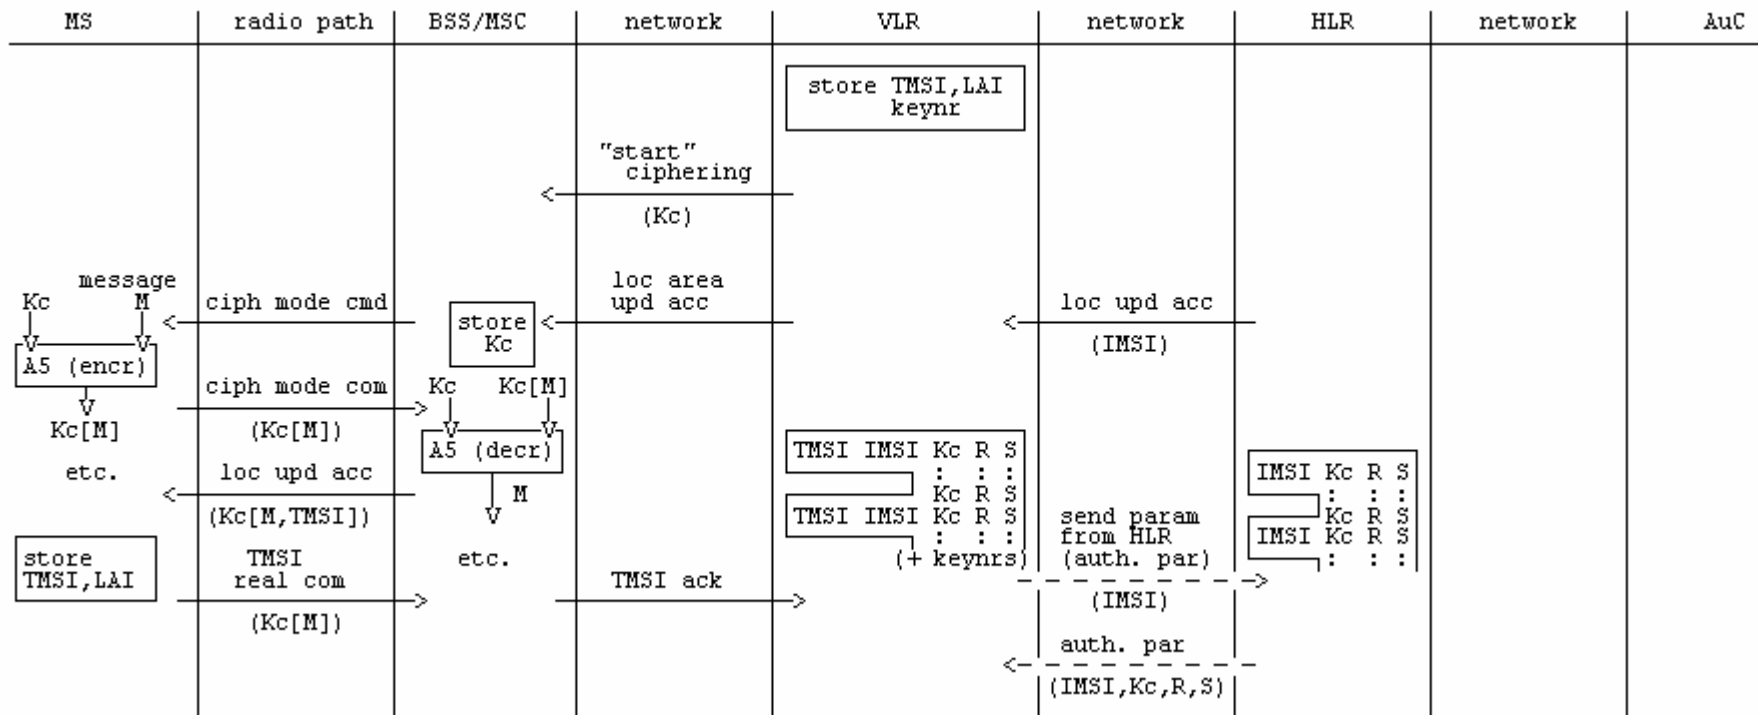 MS radio path BSS/MSC network VLR network HLR network AuC
store TMSI,LAI
keynr
"start"
ciphering
(Kc)
message
Kc M
ciph mode cmd
store
Kc
loc area
upd acc
loc upd acc
(IMSI)
A5 (encr)
Kc[M]
etc.
ciph mode com
(Kc[M])
Kc Kc[M]
A5 (decr)
M
etc.
loc upd acc
(Kc[M,TMSI])
TMSI IMSI Kc R S
: : :
Kc R S
TMSI IMSI Kc R S
: : :
(+ keynrs)
send param
from HLR
(auth. par)
(IMSI)
IMSI Kc R S
: : :
Kc R S
IMSI Kc R S
: : :
store
TMSI,LAI
TMSI
real com
(Kc[M])
TMSI ack
auth. par
(IMSI,Kc,R,S)